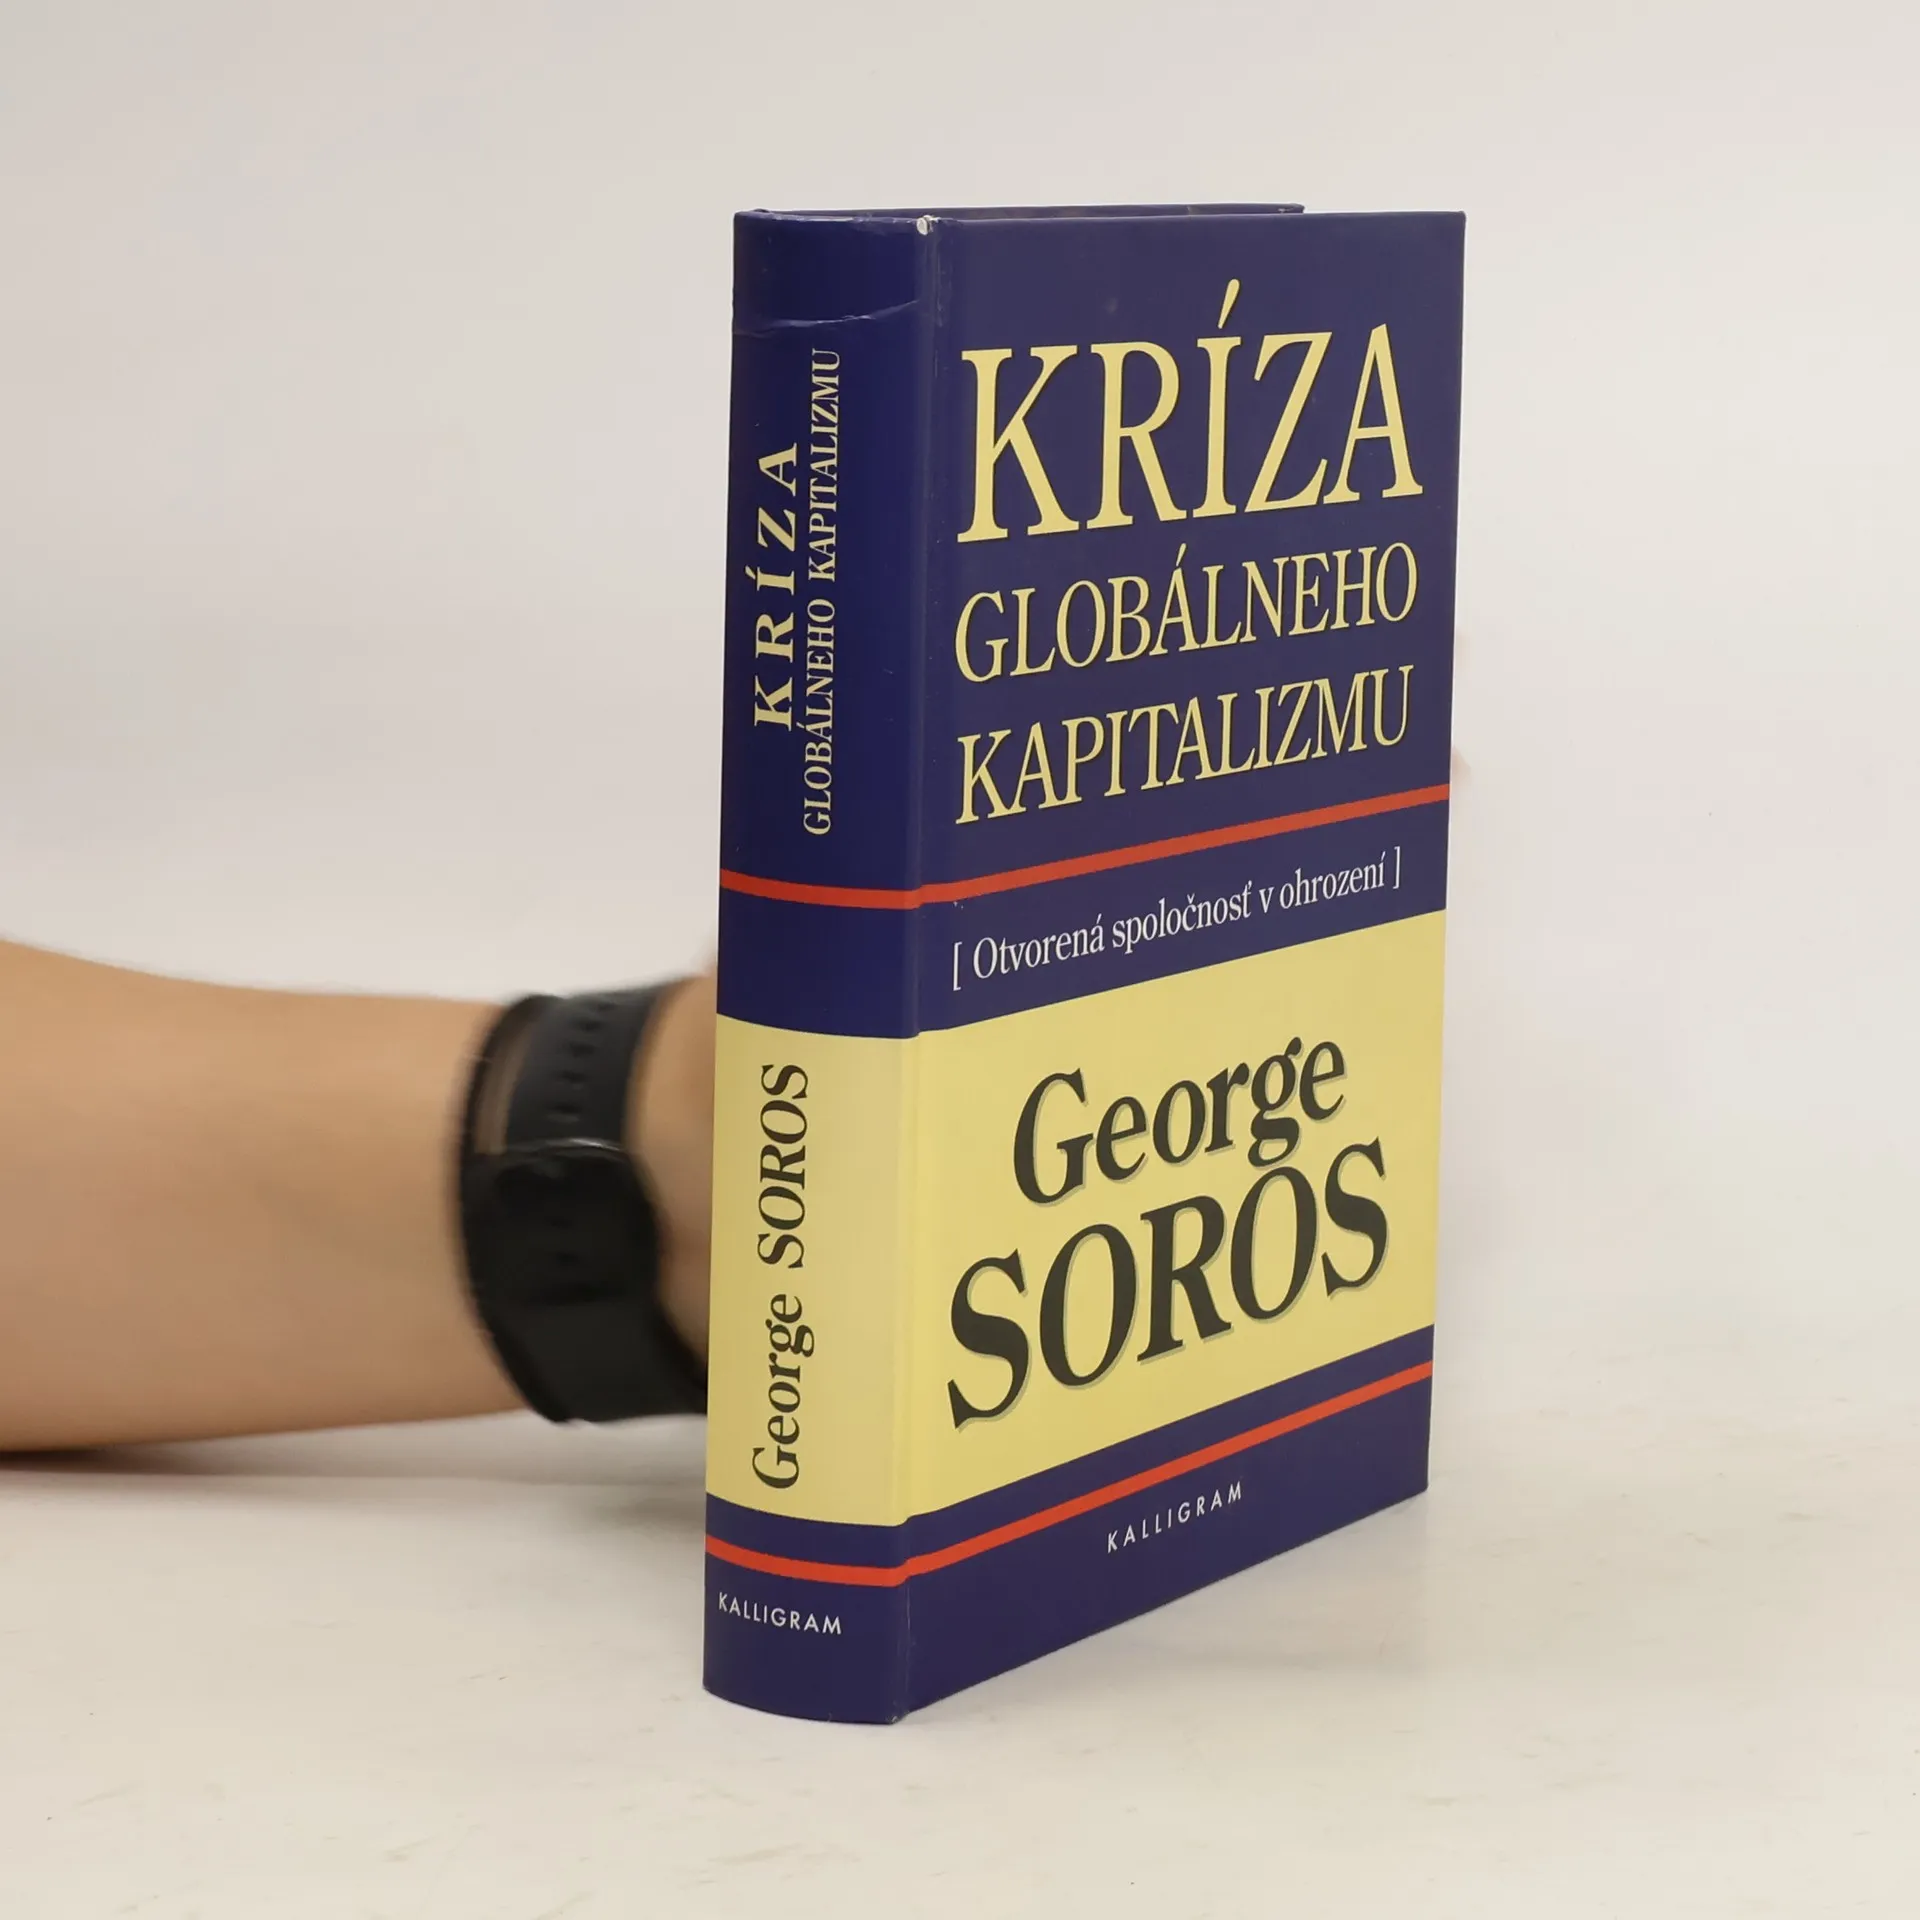 KRÍZA
GLOBÁLNEHO KAPITALIZMU
George SOROS
KALLIGRAM
KRÍZA
GLOBÁLNEHO
KAPITALIZMU
[ Otvorená spoločnosť v ohrození ]
George
SOROS
KALLIGRAM